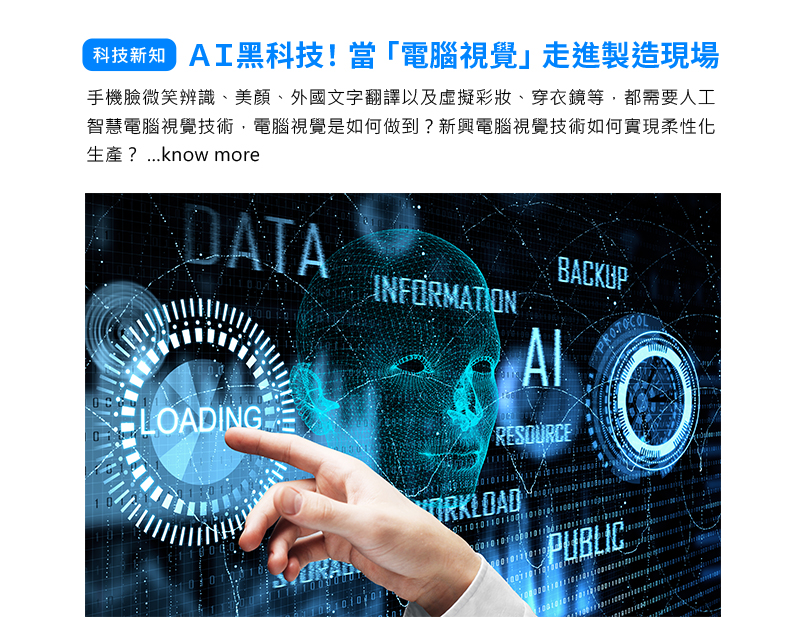 科技新知 AI黑科技！當「電腦視覺」走進製造現場
手機臉微笑辨識、美顏、外國文字翻譯以及虛擬彩妝、穿衣鏡等，都需要人工
智慧電腦視覺技術，電腦視覺是如何做到？新興電腦視覺技術如何實現柔性化
生產？ ...know more
DATA
BACKUP
INFORMATION
PROTOCOL
AI
LOADING
RESOURCE
WORKLOAD
PUBLIC
STORAGE